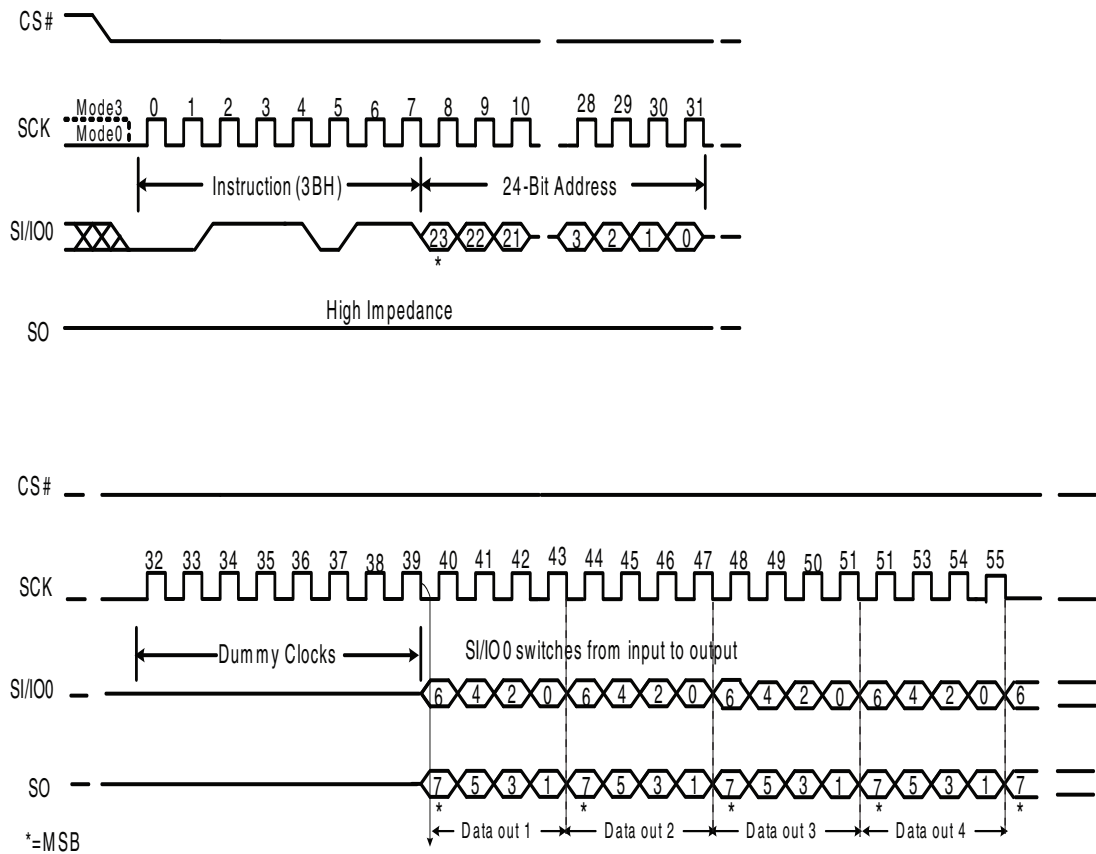 CS#
Mode3
Mode0
SCK
0 1 2 3 4 5 6 7 8 9 10 28 29 30 31
Instruction (3BH) 24-Bit Address
SI/IO0
23 22 21 3 2 1 0
*
High Impedance
SO
CS#
32 33 34 35 36 37 38 39 40 41 42 43 44 45 46 47 48 49 50 51 51 53 54 55
SCK
Dummy Clocks SI/IO0 switches from input to output
SI/IO0
6 4 2 0 6 4 2 0 6 4 2 0 6 4 2 0 6
SO
7 5 3 1 7 5 3 1 7 5 3 1 7 5 3 1 7
* * * * *
Data out 1 Data out 2 Data out 3 Data out 4
*=MSB